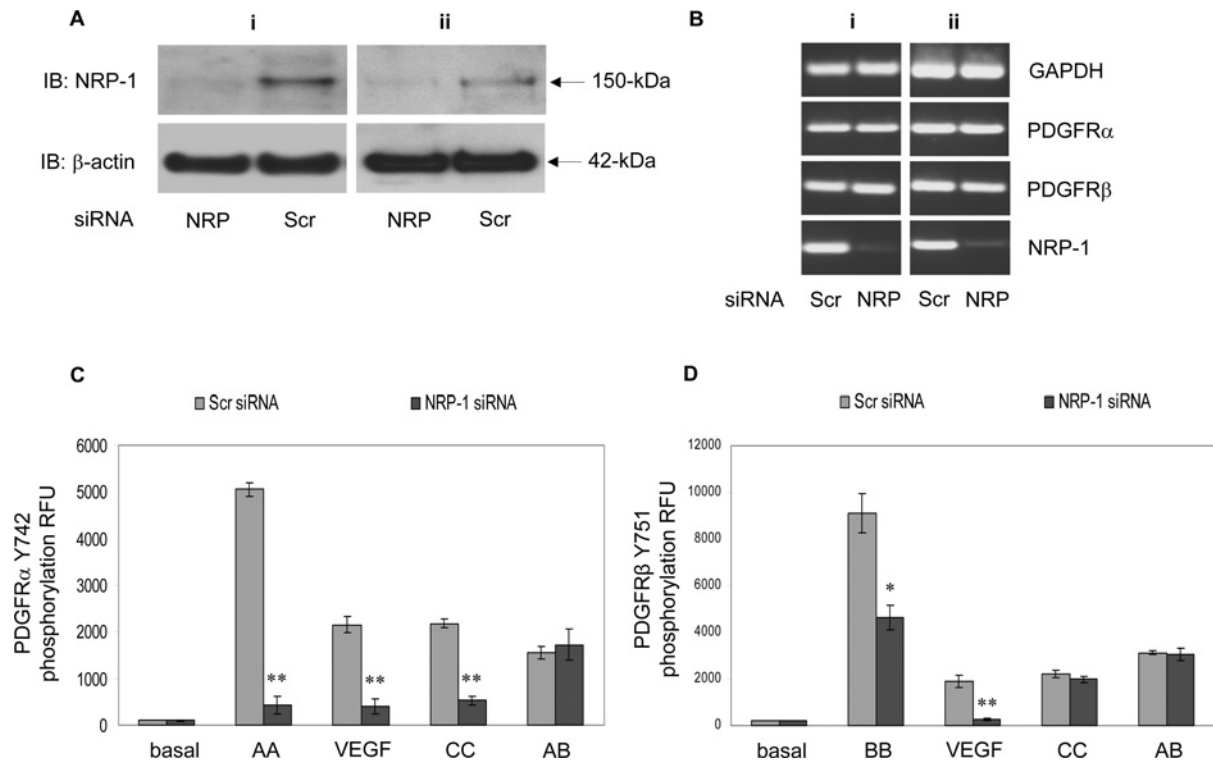 A
i ii
IB: NRP-1
150-kDa
IB: β-actin
42-kDa
siRNA NRP Scr NRP Scr
B
i ii
GAPDH
PDGFRα
PDGFRβ
NRP-1
siRNA Scr NRP Scr NRP
C
Scr siRNA NRP-1 siRNA
PDGFRα Y742
phosphorylation RFU
6000
5000
4000
3000
2000
1000
0
** ** **
basal AA VEGF CC AB
D
Scr siRNA NRP-1 siRNA
PDGFRβ Y751
phosphorylation RFU
12000
10000
8000
6000
4000
2000
0
* **
basal BB VEGF CC AB